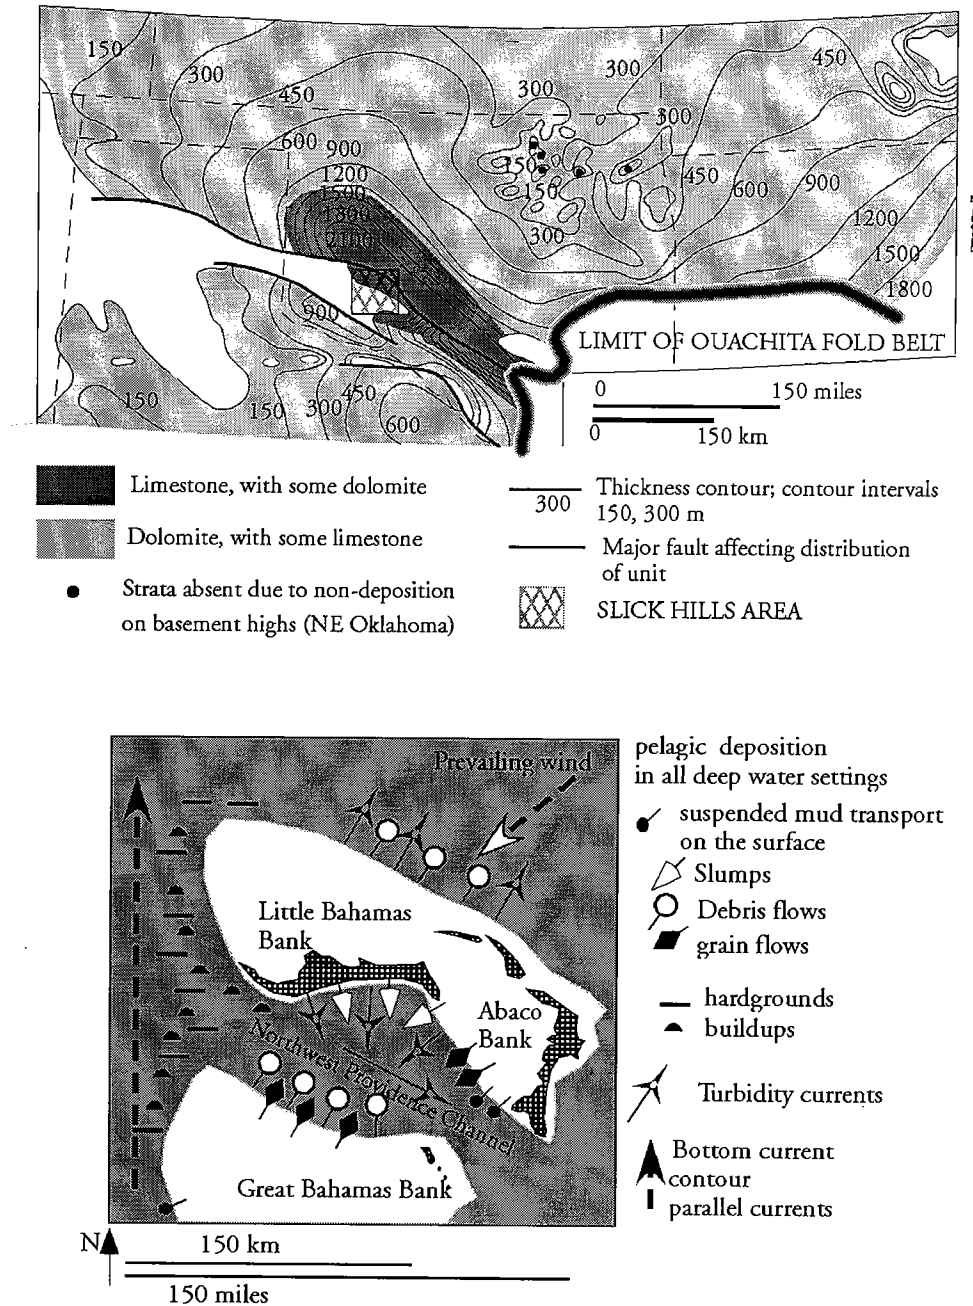 150
300
450
600
900
1200
1500
1800
2100
300
300
450
300
150
150
300
450
600
900
1200
1500
1800
900
150
150
300
450
600
LIMIT OF OUACHITA FOLD BELT
0 150 miles
0 150 km
Limestone, with some dolomite
Dolomite, with some limestone
Strata absent due to non-deposition
on basement highs (NE Oklahoma)
300
Thickness contour; contour intervals
150, 300 m
Major fault affecting distribution
of unit
SLICK HILLS AREA
Prevailing wind
Little Bahamas
Bank
Abaco
Bank
Northwest Providence Channel
Great Bahamas Bank
pelagic deposition
in all deep water settings
suspended mud transport
on the surface
Slumps
Debris flows
grain flows
hardgrounds
buildups
Turbidity currents
Bottom current
contour
parallel currents
N
150 km
150 miles